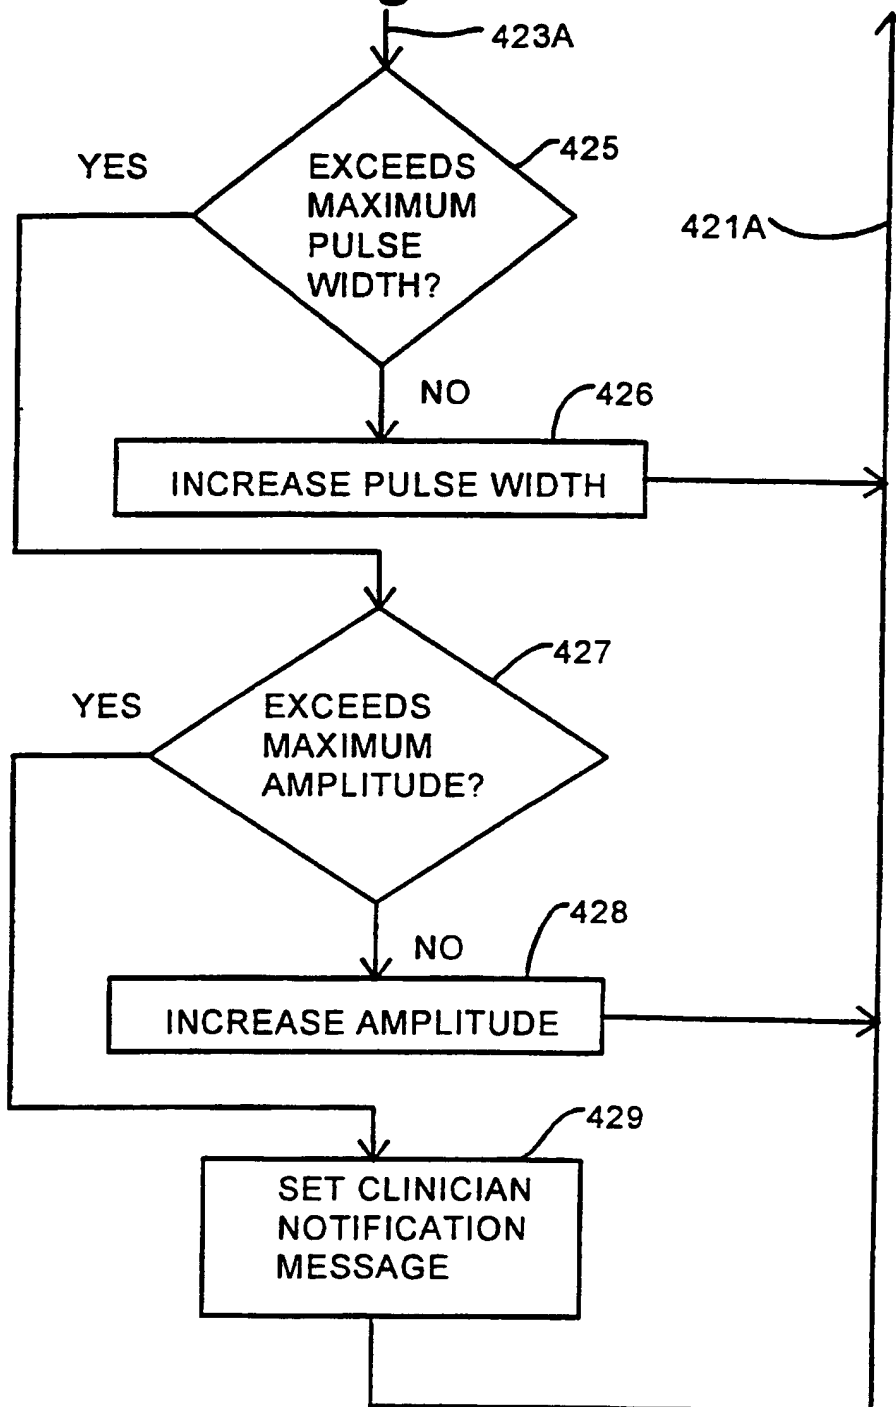 423A
425
YES
EXCEEDS
MAXIMUM
PULSE
WIDTH?
421A
NO
426
INCREASE PULSE WIDTH
427
YES
EXCEEDS
MAXIMUM
AMPLITUDE?
428
NO
INCREASE AMPLITUDE
429
SET CLINICIAN
NOTIFICATION
MESSAGE